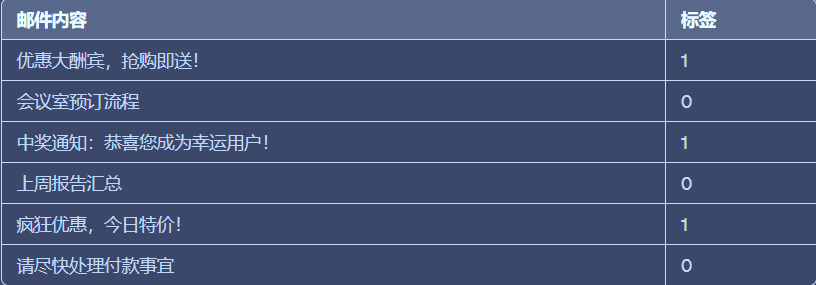 邮件内容 标签
优惠大酬宾，抢购即送！ 1
会议室预订流程 0
中奖通知：恭喜您成为幸运用户！ 1
上周报告汇总 0
疯狂优惠，今日特价！ 1
请尽快处理付款事宜 0